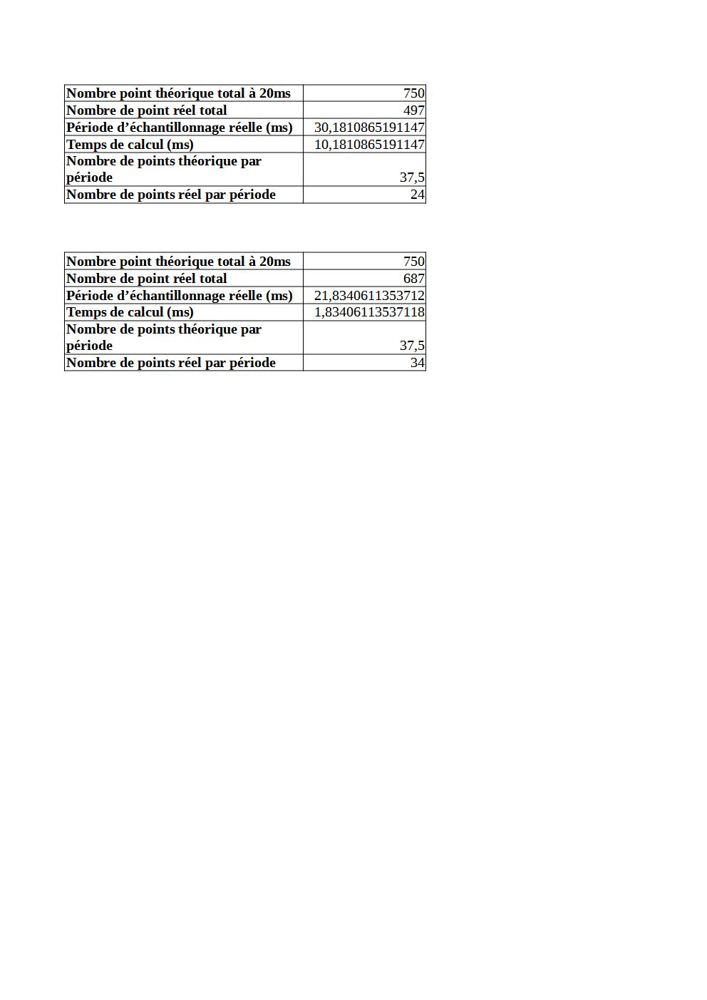 Nombre point théorique total à 20ms 750
Nombre de point réel total 497
Période d’échantillonnage réelle (ms) 30,1810865191147
Temps de calcul (ms) 10,1810865191147
Nombre de points théorique par
période 37,5
Nombre de points réel par période 24
Nombre point théorique total à 20ms 750
Nombre de point réel total 687
Période d’échantillonnage réelle (ms) 21,8340611353712
Temps de calcul (ms) 1,83406113537118
Nombre de points théorique par
période 37,5
Nombre de points réel par période 34